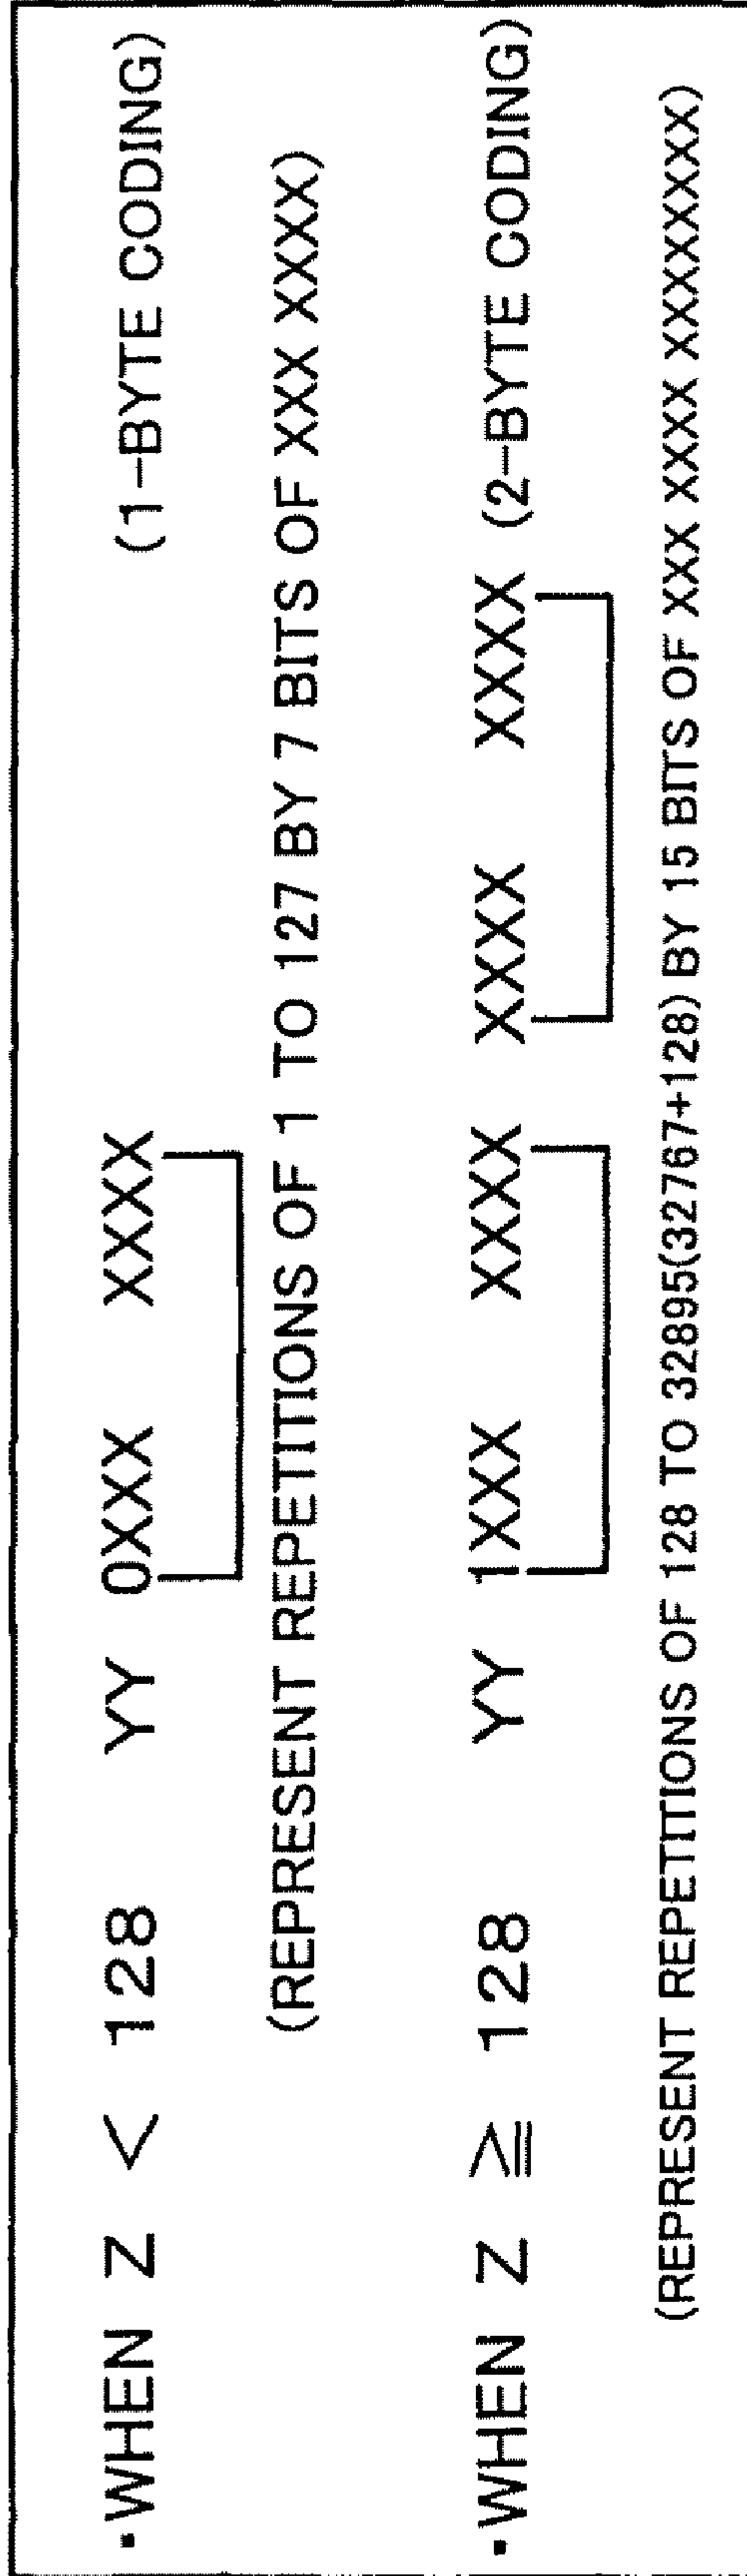 ・WHEN Z < 128 YY 0XXX XXXX (1-BYTE CODING)
(REPRESENT REPETITIONS OF 1 TO 127 BY 7 BITS OF XXX XXXX)
・WHEN Z ≧ 128 YY 1XXX XXXX XXXX XXXX (2-BYTE CODING)
(REPRESENT REPETITIONS OF 128 TO 32895(32767+128) BY 15 BITS OF XXX XXXX XXXXXXXX)